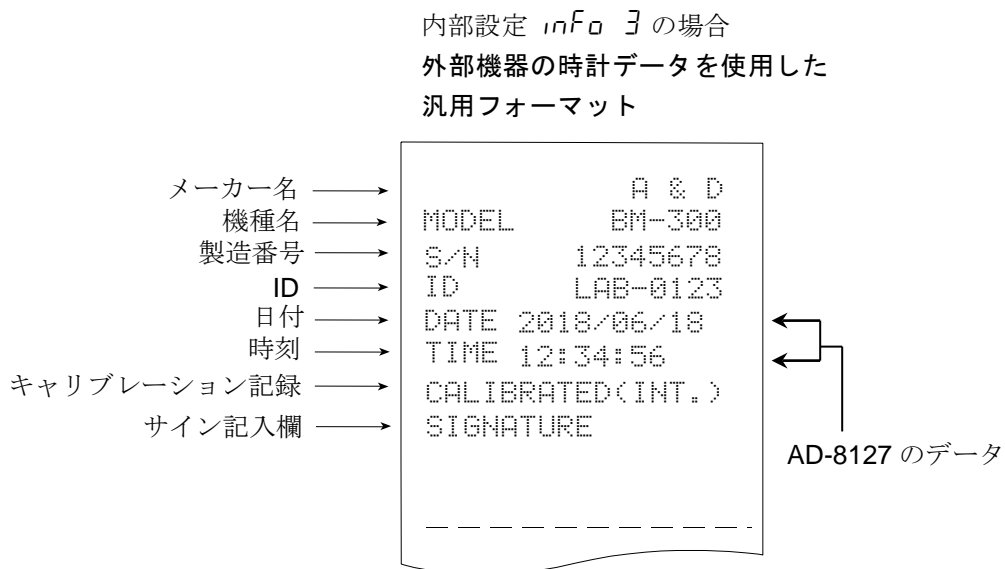 内部設定 inFo 3 の場合
外部機器の時計データを使用した
汎用フォーマット
メーカー名 A & D
機種名 MODEL BM-300
製造番号 S/N 12345678
ID ID LAB-0123
日付 DATE 2018/06/18
時刻 TIME 12:34:56
キャリブレーション記録 CALIBRATED(INT.)
サイン記入欄 SIGNATURE
AD-8127 のデータ